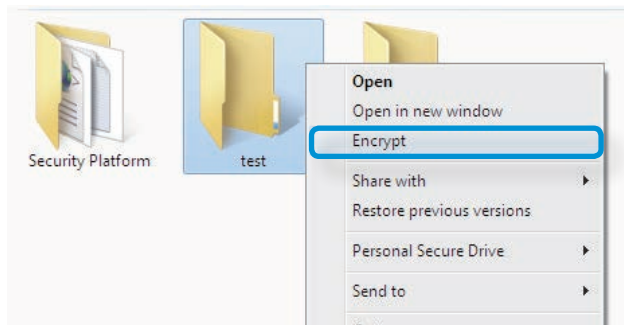 Security Platform
test
Open
Open in new window
Encrypt
Share with
Restore previous versions
Personal Secure Drive
Send to